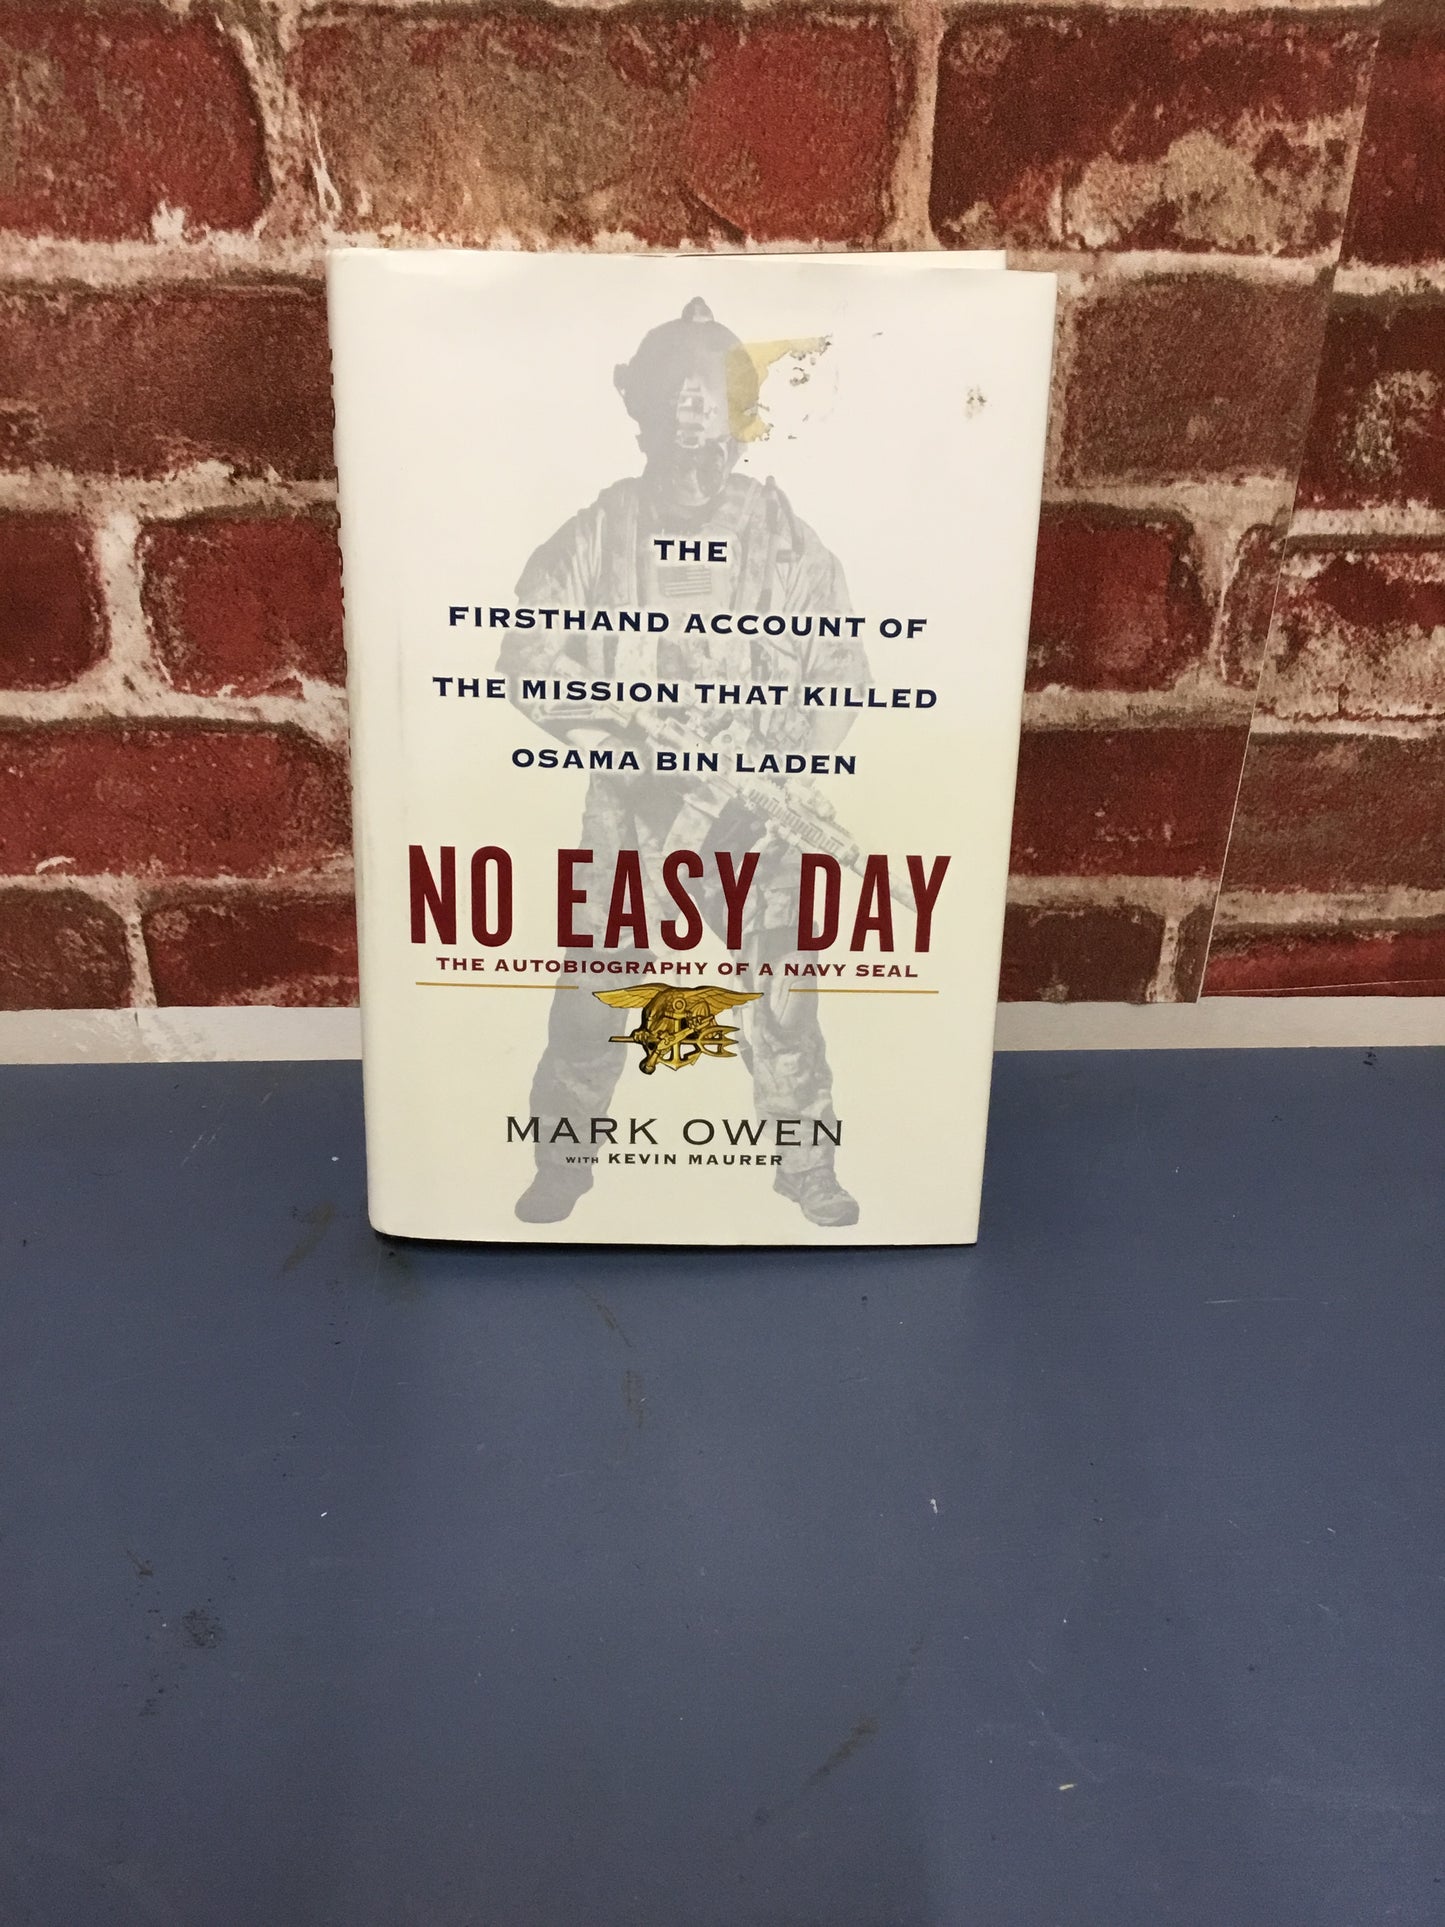 THE
FIRSTHAND ACCOUNT OF
THE MISSION THAT KILLED
OSAMA BIN LADEN
NO EASY DAY
THE AUTOBIOGRAPHY OF A NAVY SEAL
MARK OWEN
WITH KEVIN MAURER